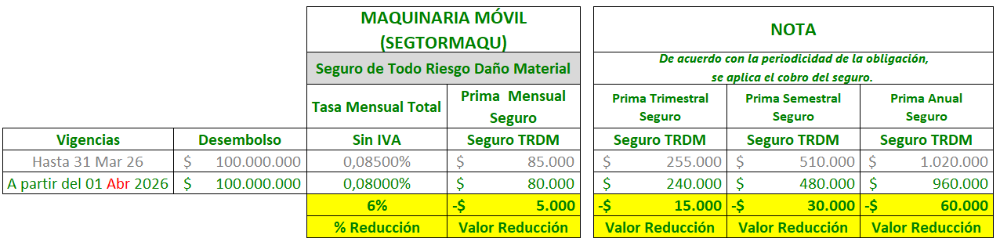 MAQUINARIA MÓVIL
(SEGTORMAQU)
NOTA
Seguro de Todo Riesgo Daño Material
De acuerdo con la periodicidad de la obligación,
se aplica el cobro del seguro.
Tasa Mensual Total
Prima Mensual
Seguro
Prima Trimestral
Seguro
Prima Semestral
Seguro
Prima Anual
Seguro
Vigencias Desembolso Sin IVA Seguro TRDM Seguro TRDM Seguro TRDM Seguro TRDM
Hasta 31 Mar 26 $ 100.000.000 0,08500% $ 85.000 $ 255.000 $ 510.000 $ 1.020.000
A partir del 01 Abr 2026 $ 100.000.000 0,08000% $ 80.000 $ 240.000 $ 480.000 $ 960.000
6% -$ 5.000 -$ 15.000 -$ 30.000 -$ 60.000
% Reducción Valor Reducción Valor Reducción Valor Reducción Valor Reducción